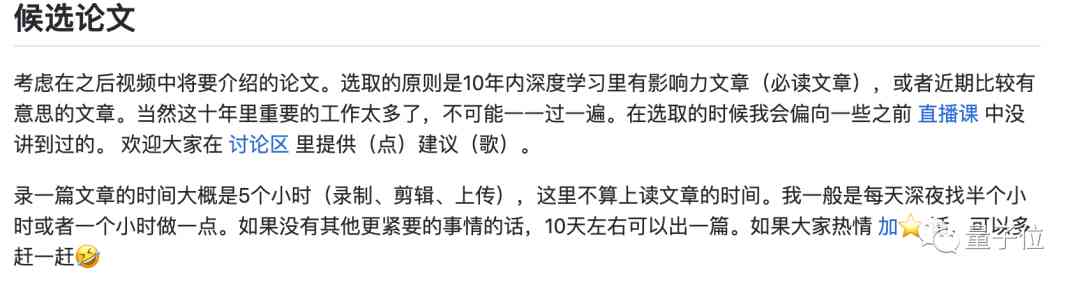 候选论文
考虑在之后视频中将要介绍的论文。选取的原则是10年内深度学习里有影响力文章（必读文章），或者近期比较有
意思的文章。当然这十年里重要的工作太多了，不可能一一过一遍。在选取的时候我会偏向一些之前 直播课 中没
讲到过的。 欢迎大家在 讨论区 里提供（点）建议（歌）。
录一篇文章的时间大概是5个小时（录制、剪辑、上传），这里不算上读文章的时间。我一般是每天深夜找半个小
时或者一个小时做一点。如果没有其他更紧要的事情的话，10天左右可以出一篇。如果大家热情 加⭐ ，可以多
赶一赶🤣
量子位